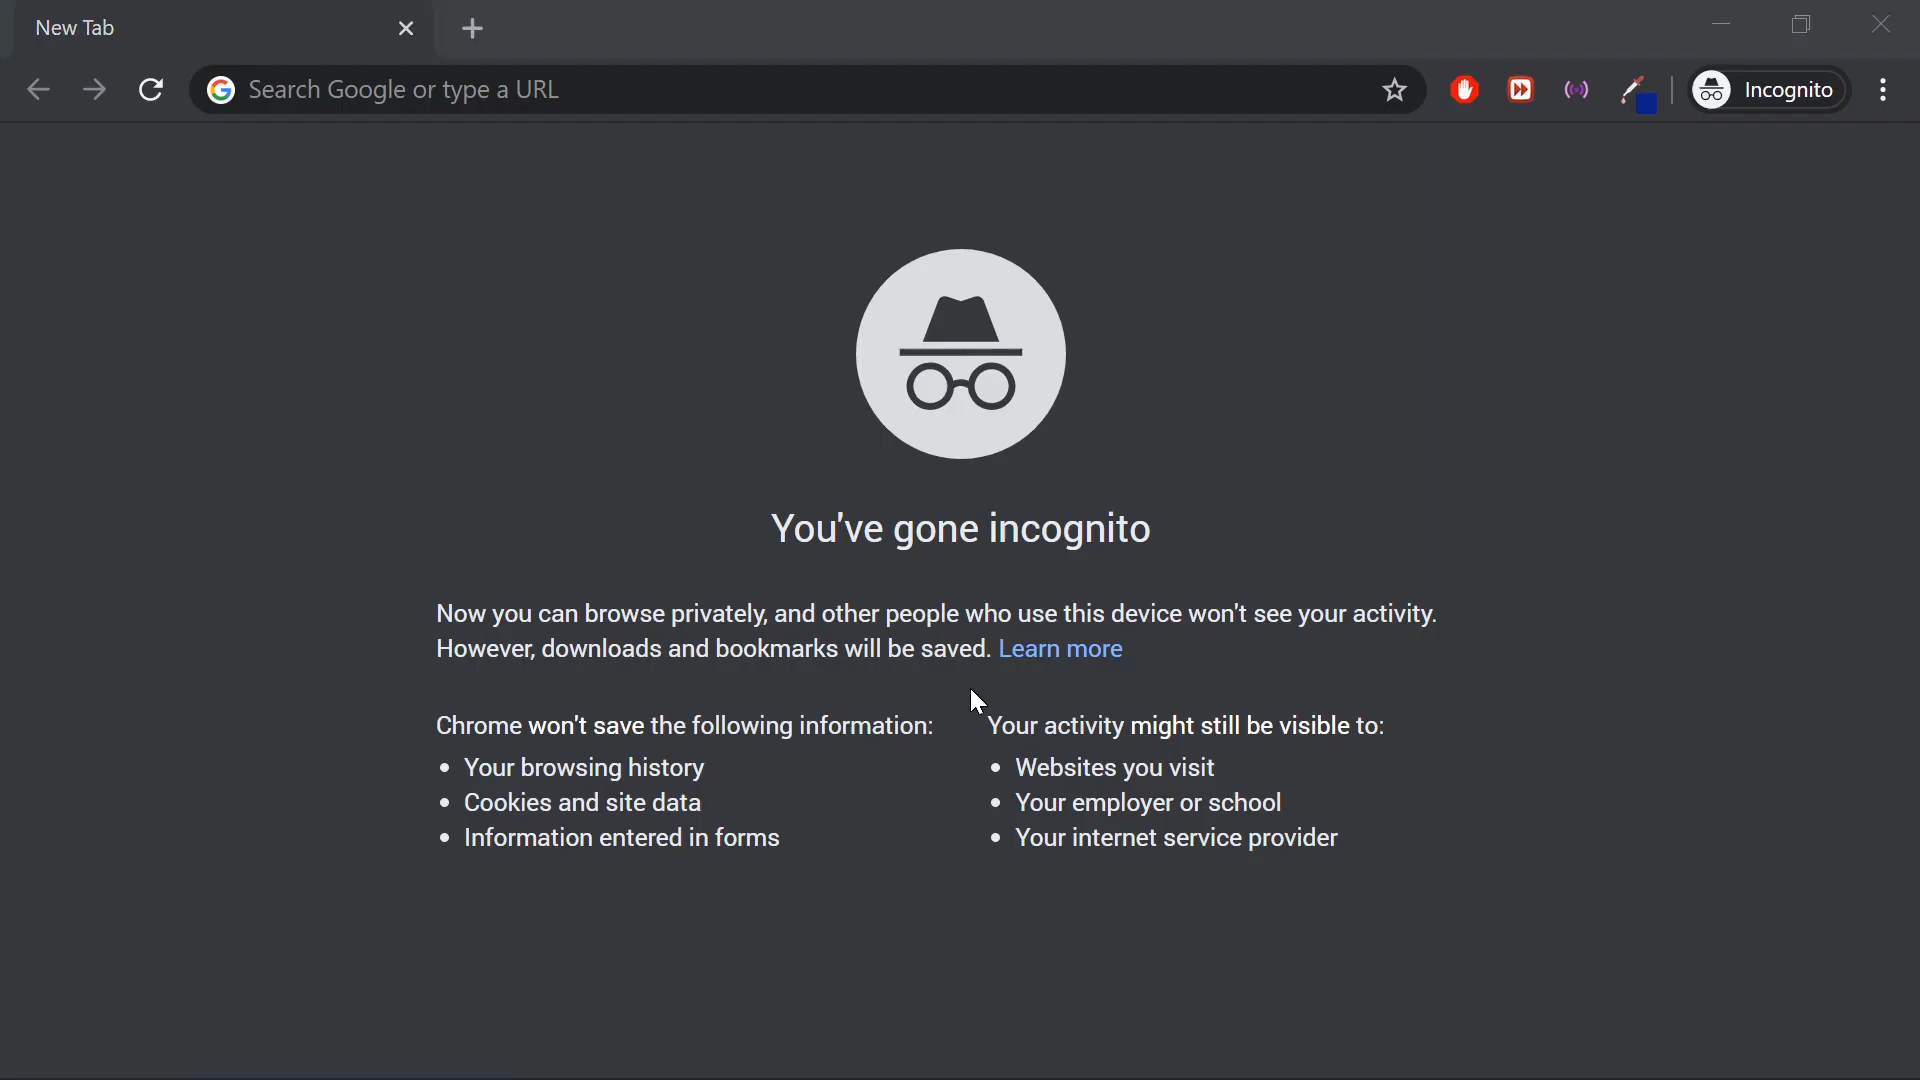 New Tab
Search Google or type a URL
Incognito
You've gone incognito
Now you can browse privately, and other people who use this device won't see your activity.
However, downloads and bookmarks will be saved. Learn more
Chrome won't save the following information:
Your browsing history
Cookies and site data
Information entered in forms
Your activity might still be visible to:
Websites you visit
Your employer or school
Your internet service provider